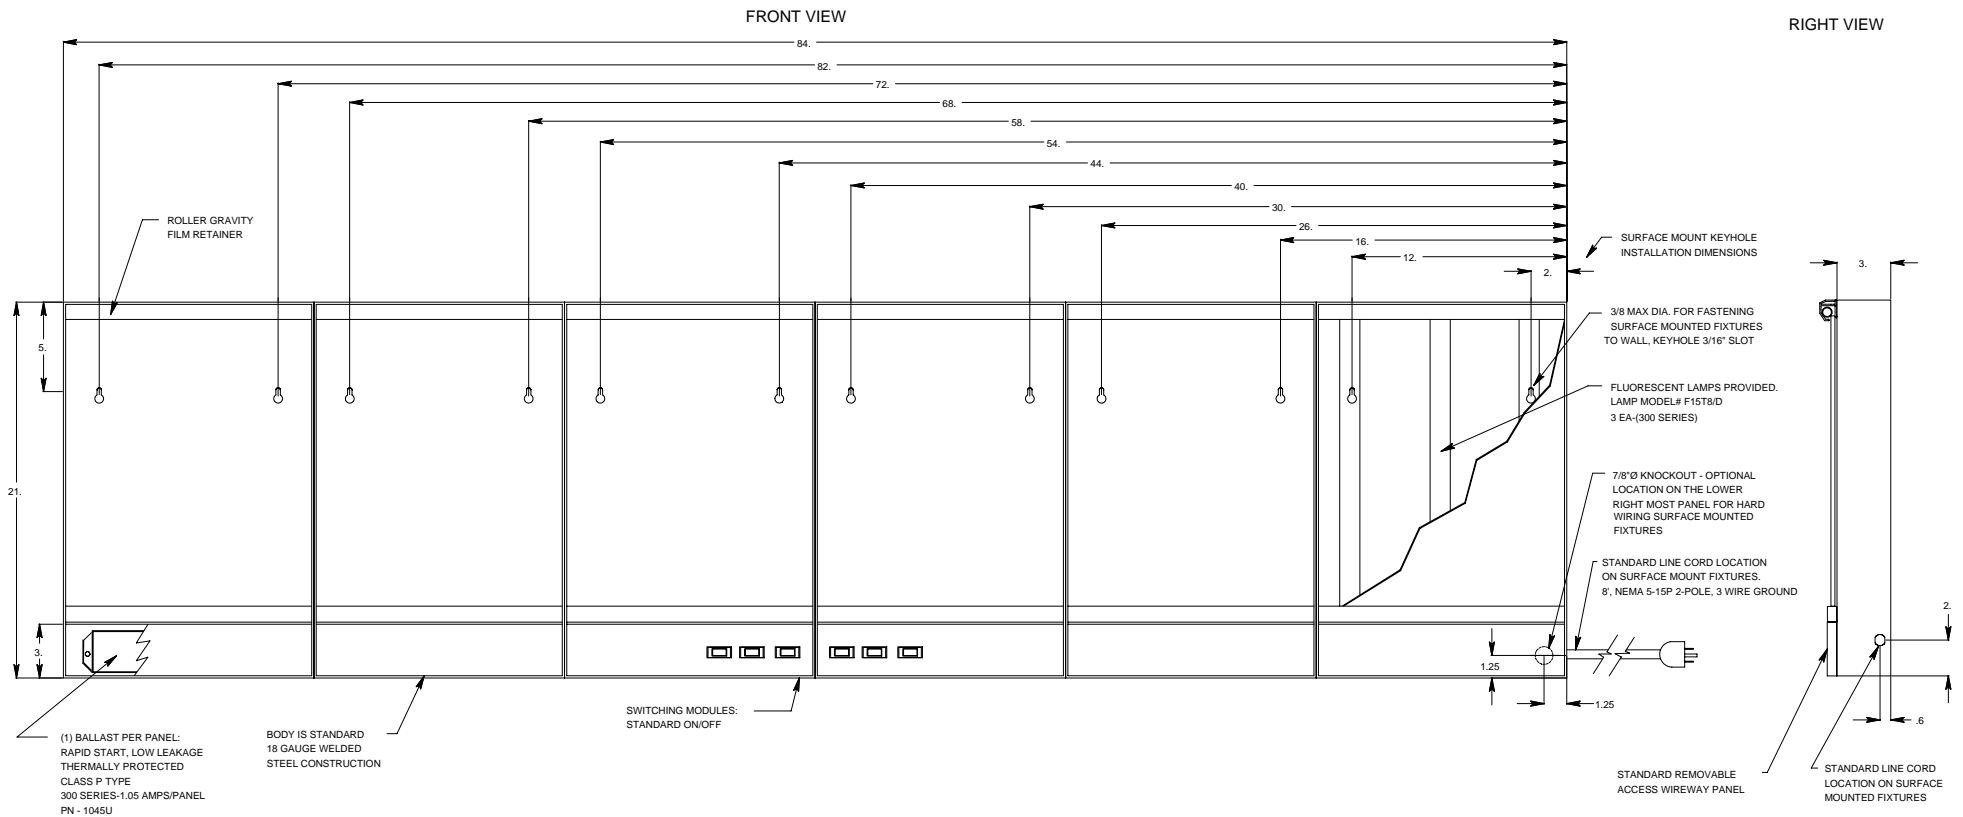 FRONT VIEW
RIGHT VIEW
84.
82.
72.
68.
58.
54.
44.
40.
30.
26.
16.
12.
2.
ROLLER GRAVITY
FILM RETAINER
SURFACE MOUNT KEYHOLE
INSTALLATION DIMENSIONS
3.
5.
21.
3.
3/8 MAX DIA. FOR FASTENING
SURFACE MOUNTED FIXTURES
TO WALL, KEYHOLE 3/16" SLOT
FLUORESCENT LAMPS PROVIDED.
LAMP MODEL# F15T8/D
3 EA-(300 SERIES)
7/8"Ø KNOCKOUT - OPTIONAL
LOCATION ON THE LOWER
RIGHT MOST PANEL FOR HARD
WIRING SURFACE MOUNTED
FIXTURES
STANDARD LINE CORD LOCATION
ON SURFACE MOUNT FIXTURES.
8', NEMA 5-15P 2-POLE, 3 WIRE GROUND
2.
1.25
1.25
.6
(1) BALLAST PER PANEL:
RAPID START, LOW LEAKAGE
THERMALLY PROTECTED
CLASS P TYPE
300 SERIES-1.05 AMPS/PANEL
PN - 1045U
BODY IS STANDARD
18 GAUGE WELDED
STEEL CONSTRUCTION
SWITCHING MODULES:
STANDARD ON/OFF
STANDARD REMOVABLE
ACCESS WIREWAY PANEL
STANDARD LINE CORD
LOCATION ON SURFACE
MOUNTED FIXTURES